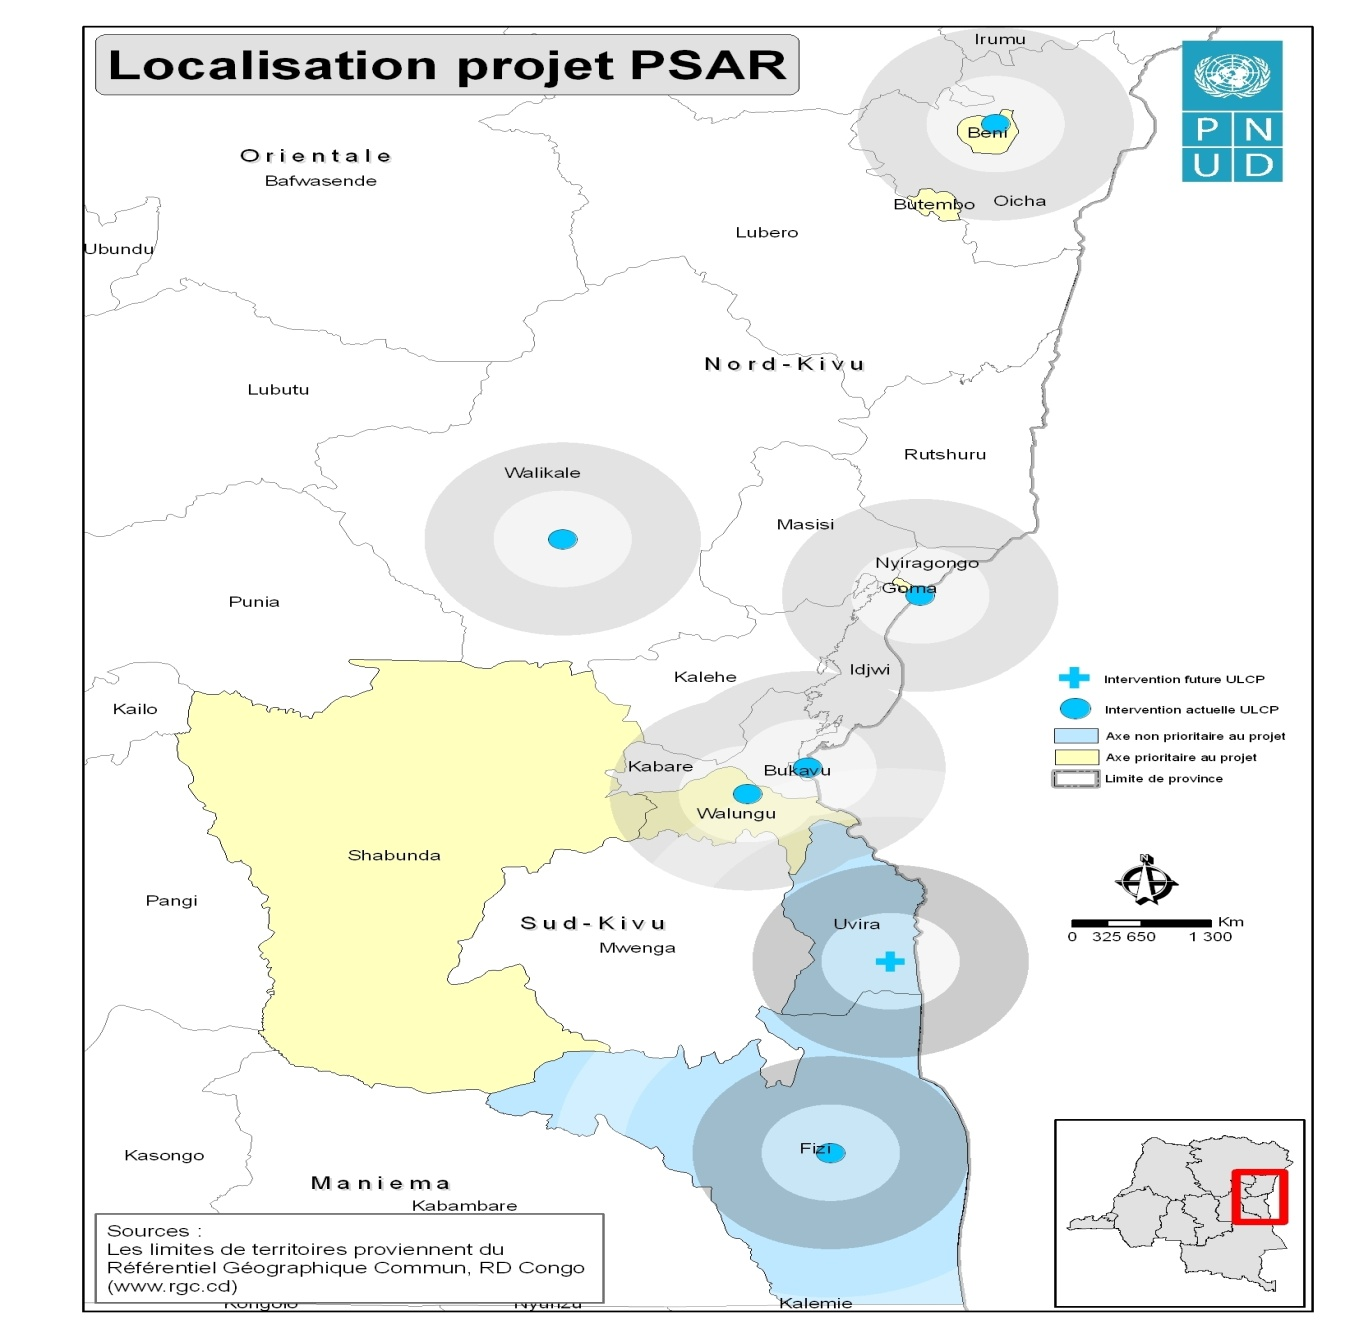 Localisation projet PSAR
Irumu
P N
U D
Beni
Orientale
Bafwasende
Butembo
Oicha
Ubundu
Lubero
Nord-Kivu
Lubutu
Rutshuru
Walikale
Masisi
Nyiragongo
Goma
Punia
Idjwi
Kalehe
Intervention future ULCP
Kailo
Intervention actuelle ULCP
Axe non prioritaire au projet
Axe prioritaire au projet
Limite de province
Kabare
Bukavu
Walungu
Shabunda
N
Pangi
Sud-Kivu
Mwenga
Uvira
Km
0 325 650 1 300
Fizi
Kasongo
Maniema
Kabambare
Sources :
Les limites de territoires proviennent du
Référentiel Géographique Commun, RD Congo
(www.rgc.cd)
Kongolo
Nyunzu
Kalemie